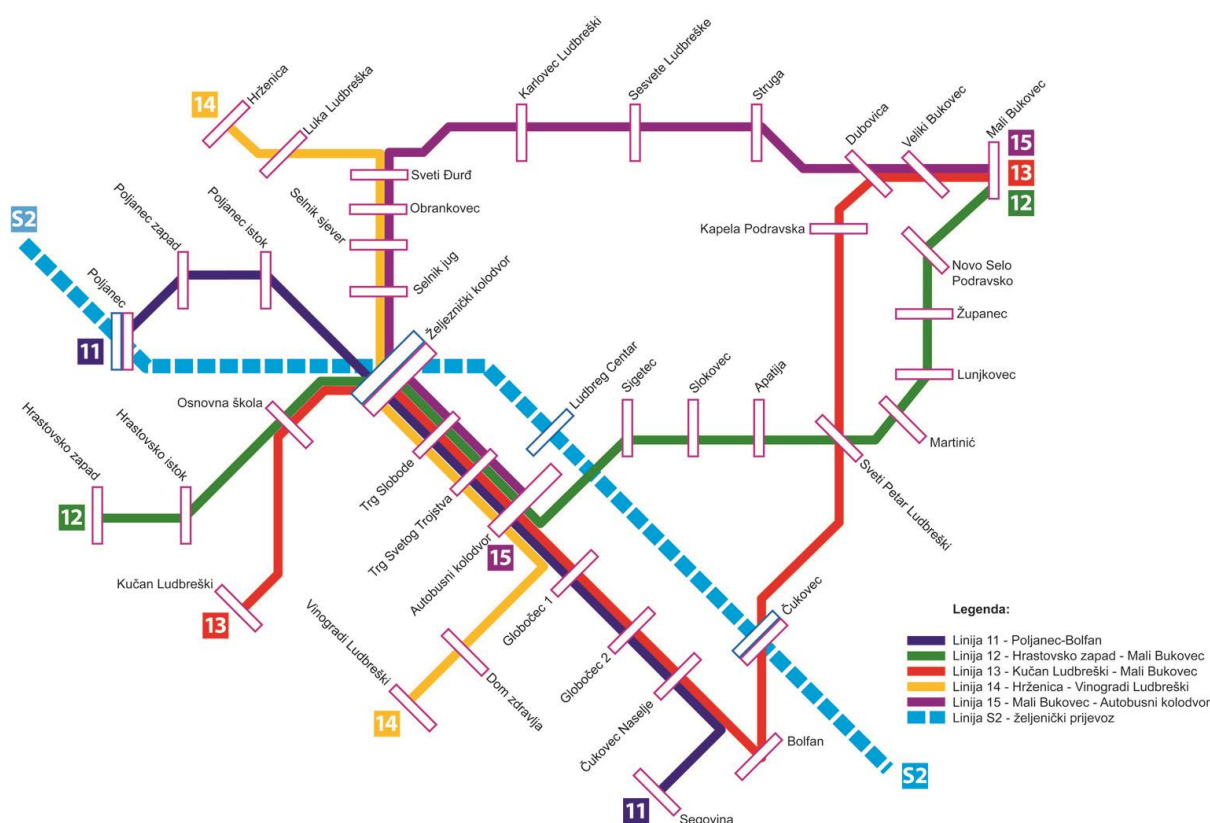 Hrženica
14
Luka Ludbreška
Karlovec Ludbreški
Sesvete Ludbreške
Struga
Dubovica
Veliki Bukovec
Mali Bukovec
15
13
12
Sveti Đurđ
Obrankovec
Selnik sjever
Selnik jug
Željeznički kolodvor
S2
Poljanec
11
Poljanec zapad
Poljanec istok
Kapela Podravska
Novo Selo
Podravsko
Županec
Lunjkovec
Martinić
Ludbreg Centar
Sigetec
Slokovec
Apatija
Sveti Petar Ludbreški
Osnovna škola
Hrastovsko zapad
Hrastovsko istok
12
Trg Slobode
Trg Svetog Trojstva
Autobusni kolodvor
15
Kučan Ludbreški
13
Globočec 1
Globočec 2
Čukovec
Čukovec Naselje
Vinogradi Ludbreški
14
Dom zdravlja
Bolfan
11
Segovina
S2
Legenda:
Linija 11 - Poljanec-Bolfan
Linija 12 - Hrastovsko zapad - Mali Bukovec
Linija 13 - Kučan Ludbreški - Mali Bukovec
Linija 14 - Hrženica - Vinogradi Ludbreški
Linija 15 - Mali Bukovec - Autobusni kolodvor
Linija S2 - željenički prijevoz